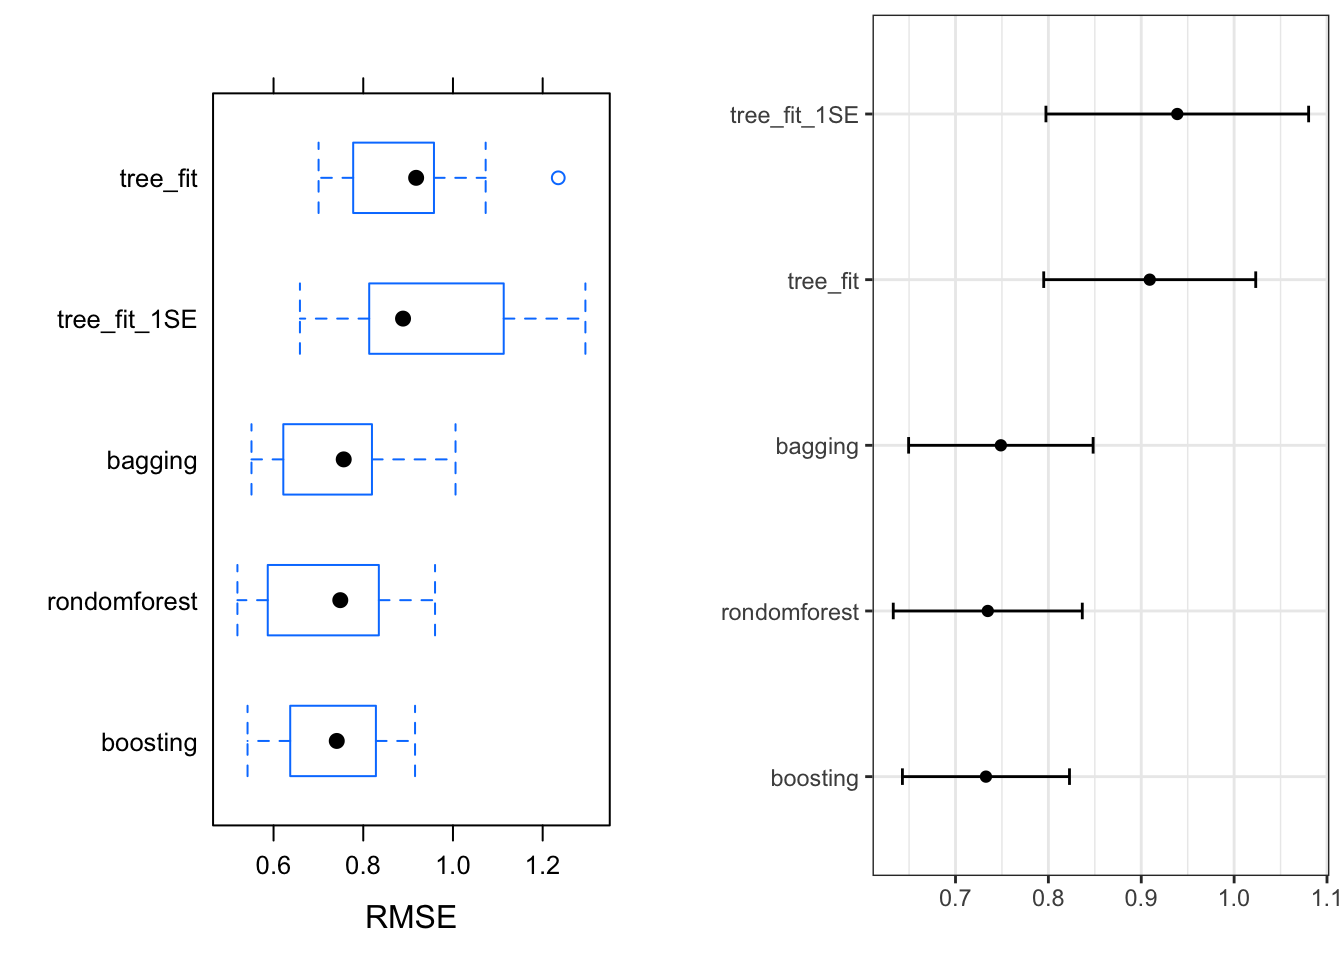 tree_fit
tree_fit_1SE
bagging
rondomforest
boosting
0.6 0.8 1.0 1.2
RMSE
tree_fit_1SE
tree_fit
bagging
rondomforest
boosting
0.7 0.8 0.9 1.0 1.1